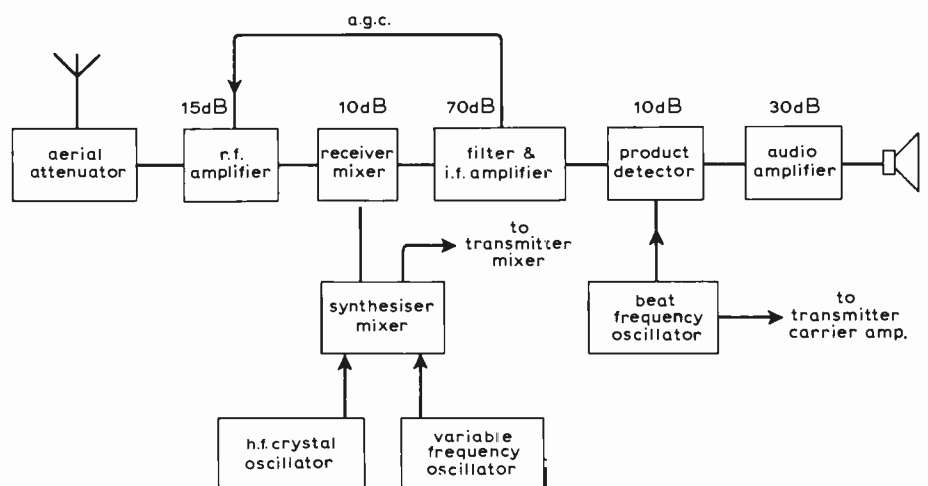 a.g.c.
15dB
10dB
70dB
10dB
30dB
aerial
attenuator
r.f.
amplifier
receiver
mixer
filter &
i.f. amplifier
product
detector
audio
amplifier
to
transmitter
mixer
synthesiser
mixer
beat
frequency
oscillator
to
transmitter
carrier amp.
h.f. crystal
oscillator
variable
frequency
oscillator